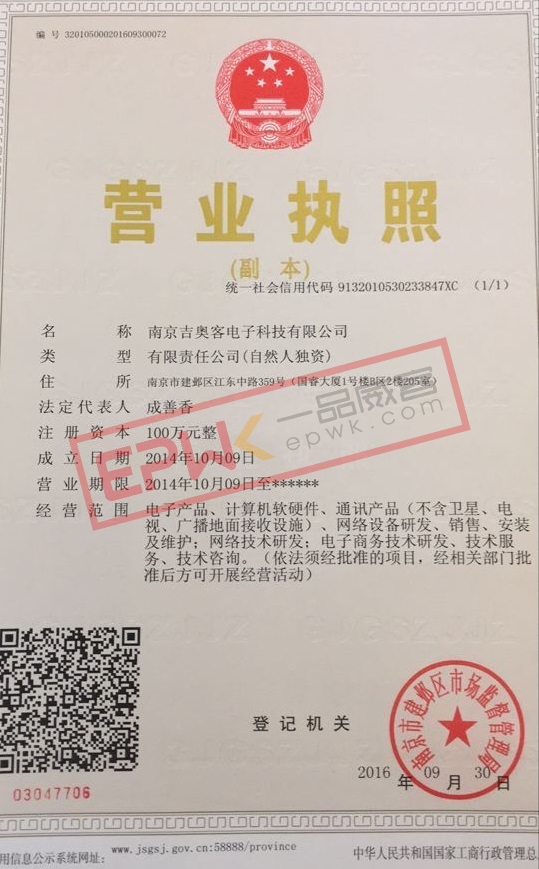 编 号 320105000201609300072
营业执照
(副 本)
统一社会信用代码 91320105302333847XC (1/1)
名 称 南京吉奥客电子科技有限公司
类 型 有限责任公司(自然人独资)
住 所 南京市建邺区江东中路359号(国睿大厦1号楼B区2楼205室)
法定代表人 成善香
注册资本 100万元整
成立日期 2014年10月09日
营业期限 2014年10月09日至******
经营范围 电子产品、计算机软硬件、通讯产品（不含卫星、电
视、广播地面接收设施）、网络设备研发、销售、安装
及维护；网络技术研发；电子商务技术研发、技术服
务、技术咨询。（依法须经批准的项目，经相关部门批
准后方可开展经营活动）
EPWK 一品威客
epwk.com
登记机关
南京市建邺区市场监督管理局
2016 年 09 月 30 日
03047706
用信息公示系统网址: www.jsgsj.gov.cn:58888/province
中华人民共和国国家工商行政管理总